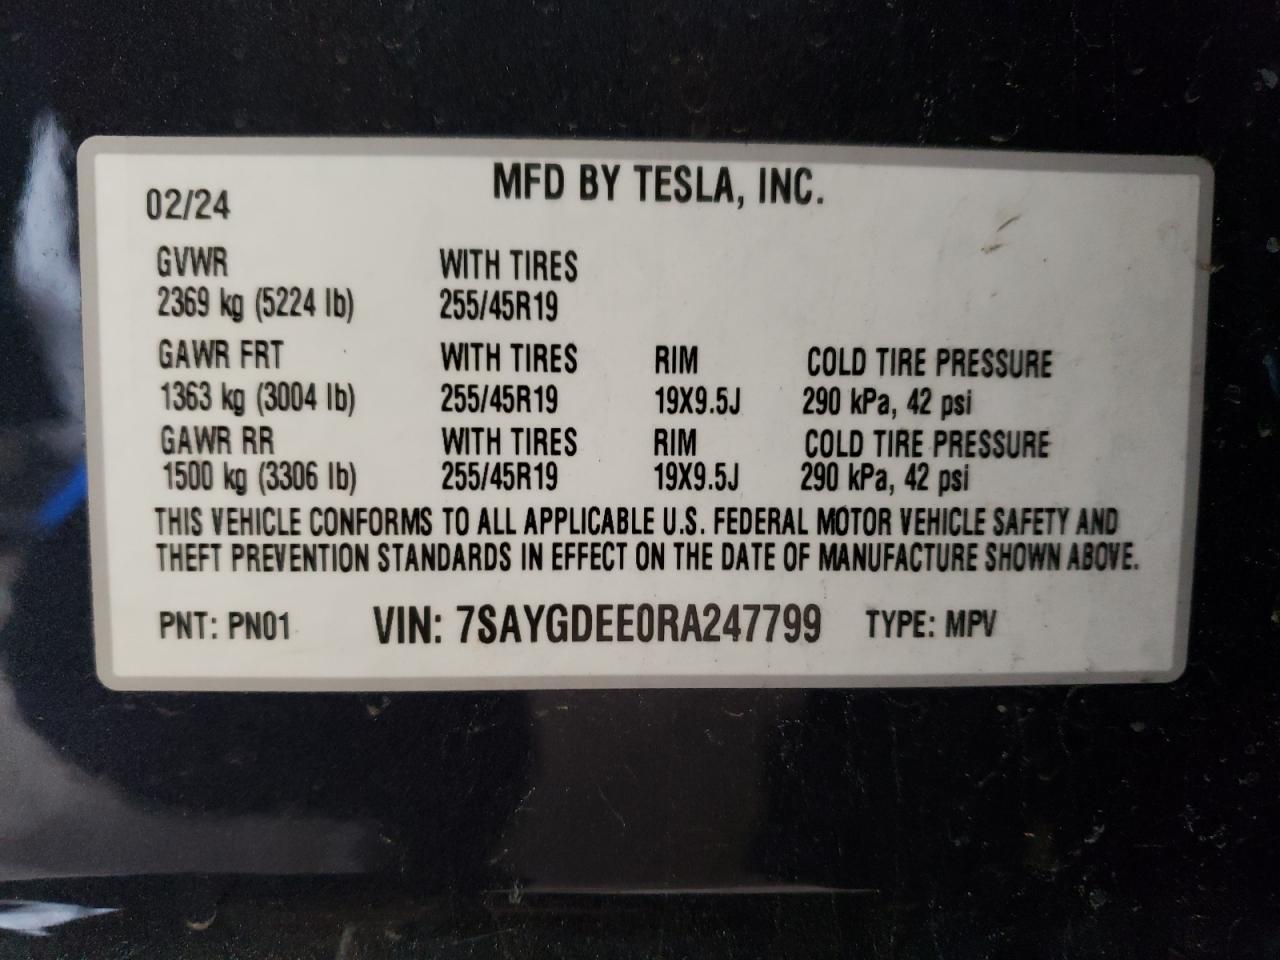 MFD BY TESLA, INC.
02/24
GVWR WITH TIRES
2369 kg (5224 lb) 255/45R19
GAWR FRT WITH TIRES RIM COLD TIRE PRESSURE
1363 kg (3004 lb) 255/45R19 19X9.5J 290 kPa, 42 psi
GAWR RR WITH TIRES RIM COLD TIRE PRESSURE
1500 kg (3306 lb) 255/45R19 19X9.5J 290 kPa, 42 psi
THIS VEHICLE CONFORMS TO ALL APPLICABLE U.S. FEDERAL MOTOR VEHICLE SAFETY AND
THEFT PREVENTION STANDARDS IN EFFECT ON THE DATE OF MANUFACTURE SHOWN ABOVE.
PNT: PN01 VIN: 7SAYGDEE0RA247799 TYPE: MPV